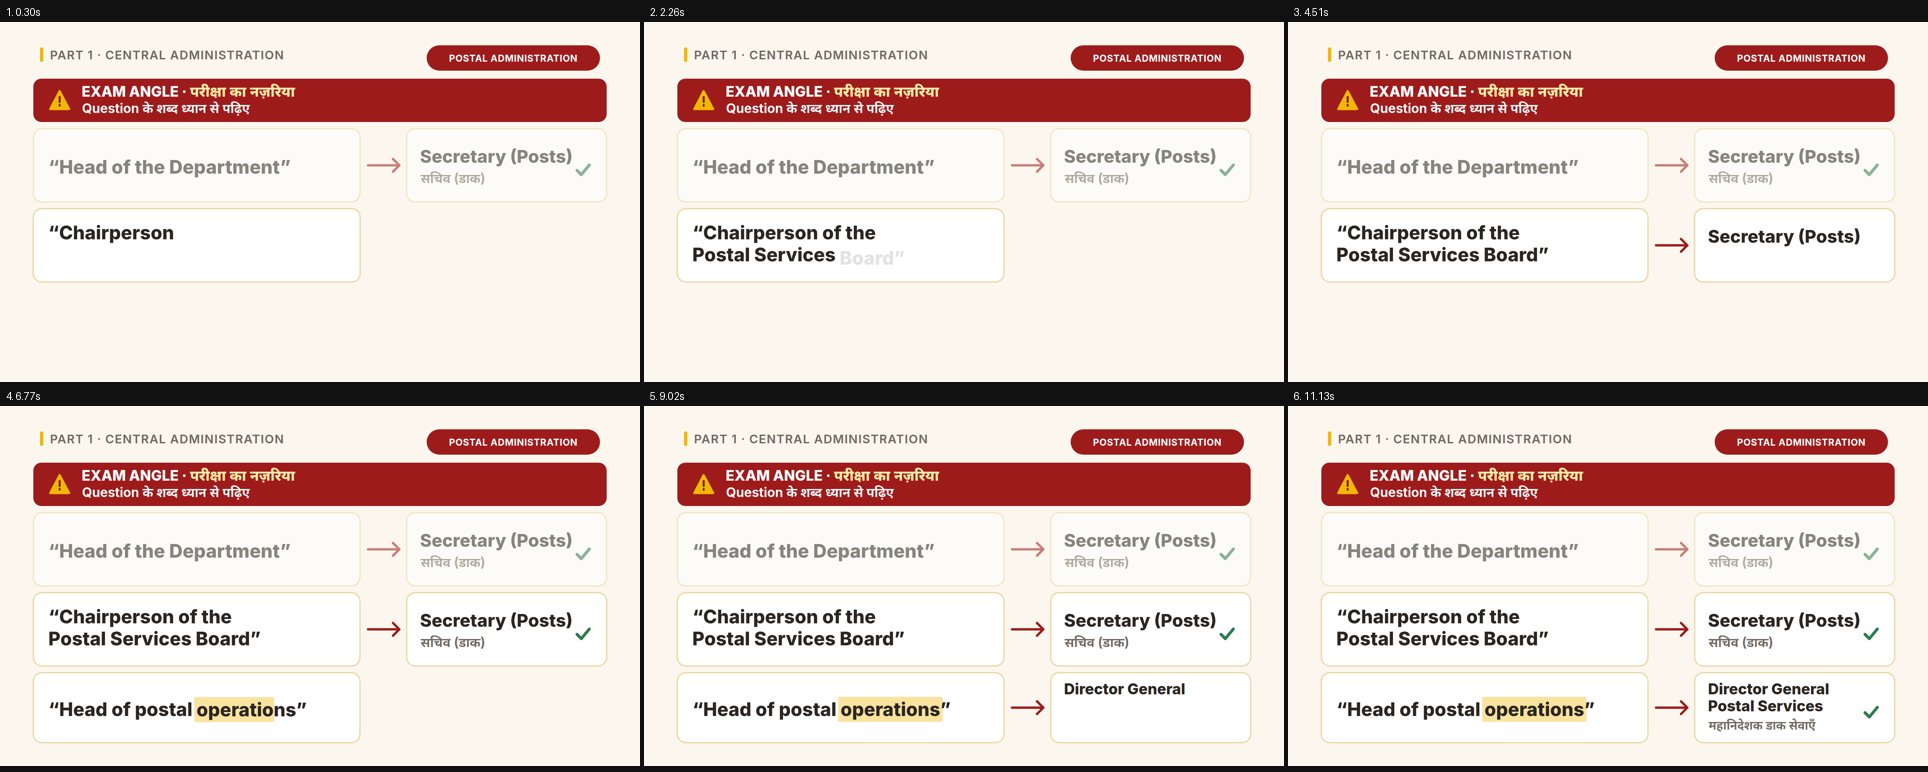 1. 0.30s
PART 1 · CENTRAL ADMINISTRATION
POSTAL ADMINISTRATION
EXAM ANGLE · परीक्षा का नज़रिया
Question के शब्द ध्यान से पढ़िए
“Head of the Department”
Secretary (Posts)
सचिव (डाक)
“Chairperson
2. 2.26s
PART 1 · CENTRAL ADMINISTRATION
POSTAL ADMINISTRATION
EXAM ANGLE · परीक्षा का नज़रिया
Question के शब्द ध्यान से पढ़िए
“Head of the Department”
Secretary (Posts)
सचिव (डाक)
“Chairperson of the
Postal Services Board”
3. 4.51s
PART 1 · CENTRAL ADMINISTRATION
POSTAL ADMINISTRATION
EXAM ANGLE · परीक्षा का नज़रिया
Question के शब्द ध्यान से पढ़िए
“Head of the Department”
Secretary (Posts)
सचिव (डाक)
“Chairperson of the
Postal Services Board”
Secretary (Posts)
4. 6.77s
PART 1 · CENTRAL ADMINISTRATION
POSTAL ADMINISTRATION
EXAM ANGLE · परीक्षा का नज़रिया
Question के शब्द ध्यान से पढ़िए
“Head of the Department”
Secretary (Posts)
सचिव (डाक)
“Chairperson of the
Postal Services Board”
Secretary (Posts)
सचिव (डाक)
“Head of postal operations”
5. 9.02s
PART 1 · CENTRAL ADMINISTRATION
POSTAL ADMINISTRATION
EXAM ANGLE · परीक्षा का नज़रिया
Question के शब्द ध्यान से पढ़िए
“Head of the Department”
Secretary (Posts)
सचिव (डाक)
“Chairperson of the
Postal Services Board”
Secretary (Posts)
सचिव (डाक)
“Head of postal operations”
Director General
6. 11.13s
PART 1 · CENTRAL ADMINISTRATION
POSTAL ADMINISTRATION
EXAM ANGLE · परीक्षा का नज़रिया
Question के शब्द ध्यान से पढ़िए
“Head of the Department”
Secretary (Posts)
सचिव (डाक)
“Chairperson of the
Postal Services Board”
Secretary (Posts)
सचिव (डाक)
“Head of postal operations”
Director General
Postal Services
महानिदेशक डाक सेवाएँ